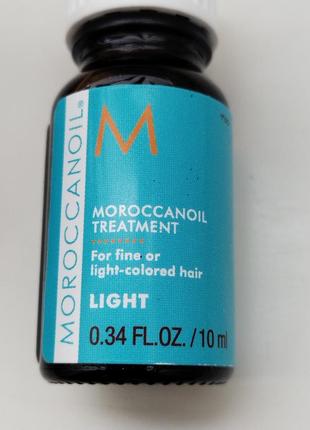 MOROCCANOIL®
M
MOROCCANOIL
TREATMENT
For fine or
light-colored hair
LIGHT
0.34 FL.OZ. / 10 ml